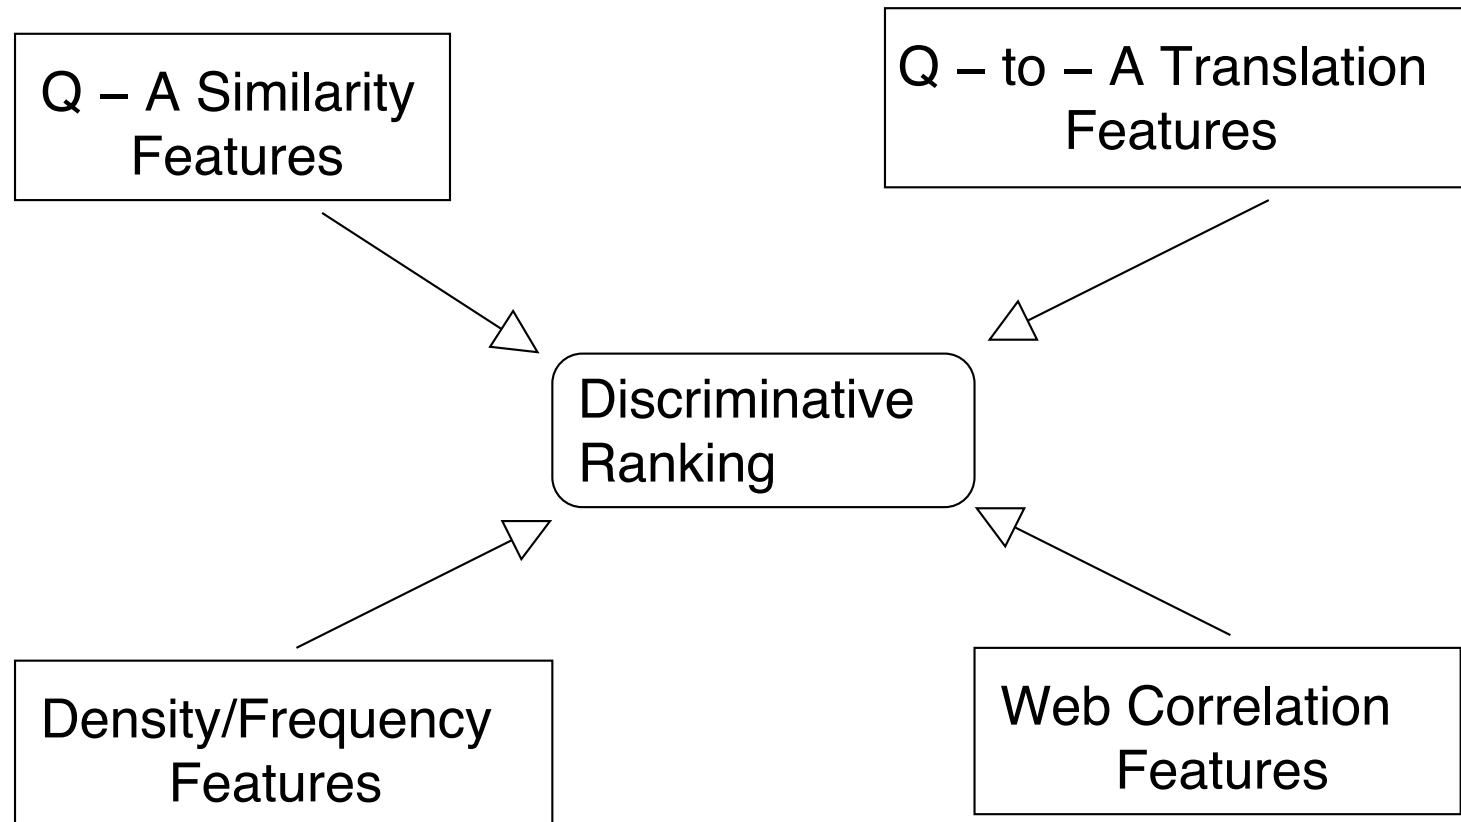 Q – A Similarity
Features
Q – to – A Translation
Features
Discriminative
Ranking
Density/Frequency
Features
Web Correlation
Features